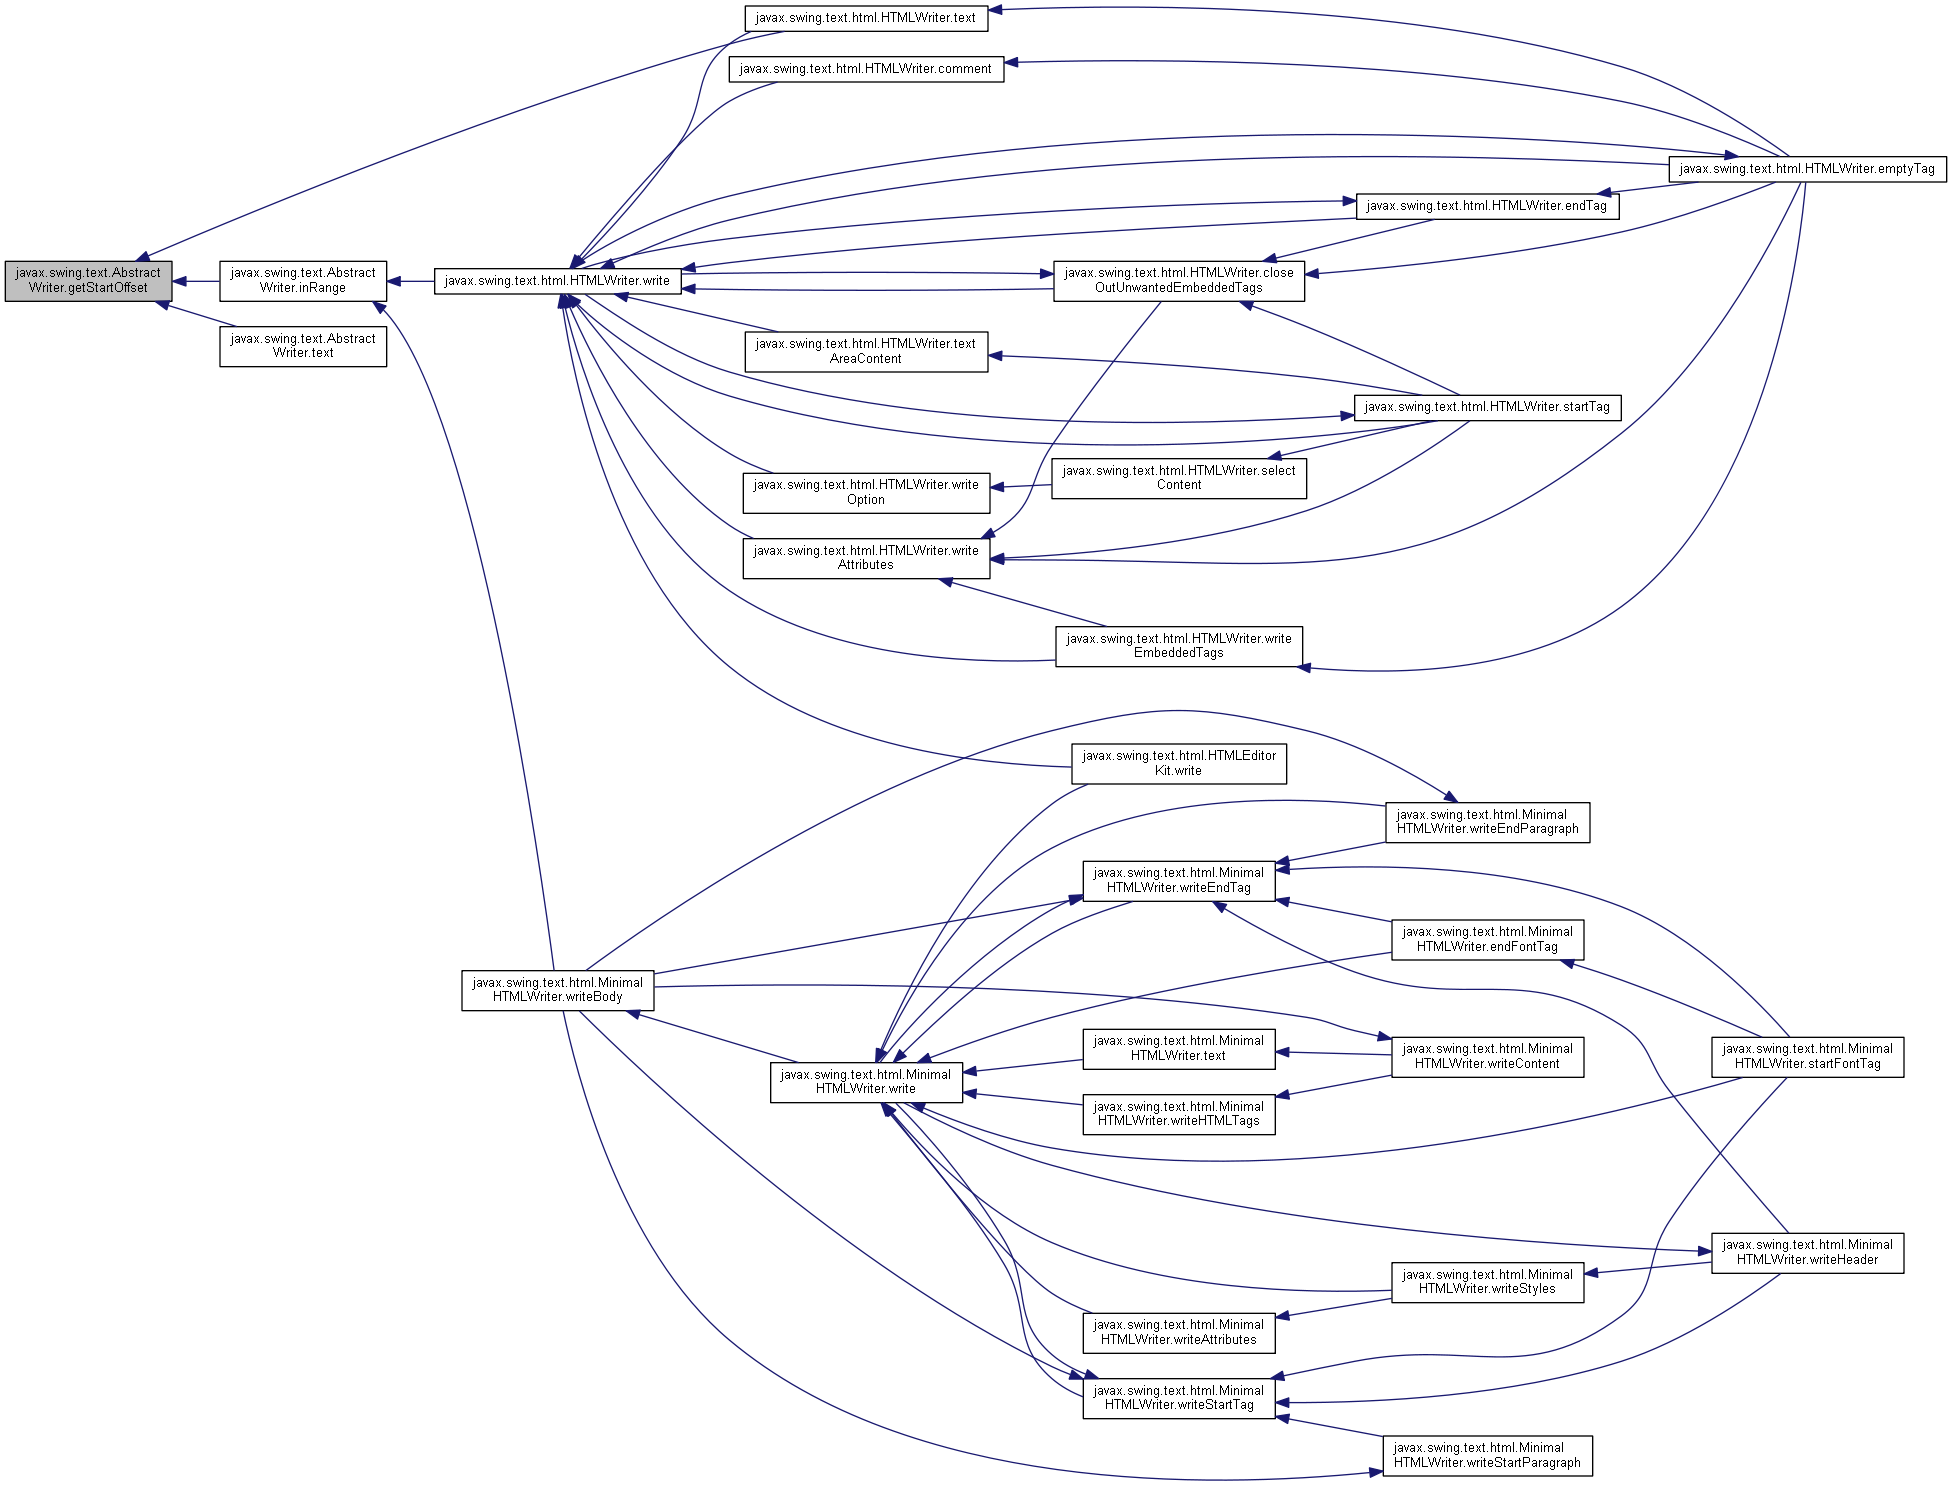 javax.swing.text.html.HTMLWriter.text
javax.swing.text.html.HTMLWriter.comment
javax.swing.text.html.HTMLWriter.emptyTag
javax.swing.text.html.HTMLWriter.endTag
javax.swing.text.Abstract
Writer.getStartOffset
javax.swing.text.Abstract
Writer.inRange
javax.swing.text.html.HTMLWriter.write
javax.swing.text.html.HTMLWriter.close
OutUnwantedEmbeddedTags
javax.swing.text.Abstract
Writer.text
javax.swing.text.html.HTMLWriter.text
AreaContent
javax.swing.text.html.HTMLWriter.startTag
javax.swing.text.html.HTMLWriter.select
Content
javax.swing.text.html.HTMLWriter.write
Option
javax.swing.text.html.HTMLWriter.write
Attributes
javax.swing.text.html.HTMLWriter.write
EmbeddedTags
javax.swing.text.html.HTMLEditor
Kit.write
javax.swing.text.html.Minimal
HTMLWriter.writeEndParagraph
javax.swing.text.html.Minimal
HTMLWriter.writeEndTag
javax.swing.text.html.Minimal
HTMLWriter.endFontTag
javax.swing.text.html.Minimal
HTMLWriter.writeBody
javax.swing.text.html.Minimal
HTMLWriter.text
javax.swing.text.html.Minimal
HTMLWriter.writeContent
javax.swing.text.html.Minimal
HTMLWriter.startFontTag
javax.swing.text.html.Minimal
HTMLWriter.write
javax.swing.text.html.Minimal
HTMLWriter.writeHTMLTags
javax.swing.text.html.Minimal
HTMLWriter.writeHeader
javax.swing.text.html.Minimal
HTMLWriter.writeStyles
javax.swing.text.html.Minimal
HTMLWriter.writeAttributes
javax.swing.text.html.Minimal
HTMLWriter.writeStartTag
javax.swing.text.html.Minimal
HTMLWriter.writeStartParagraph